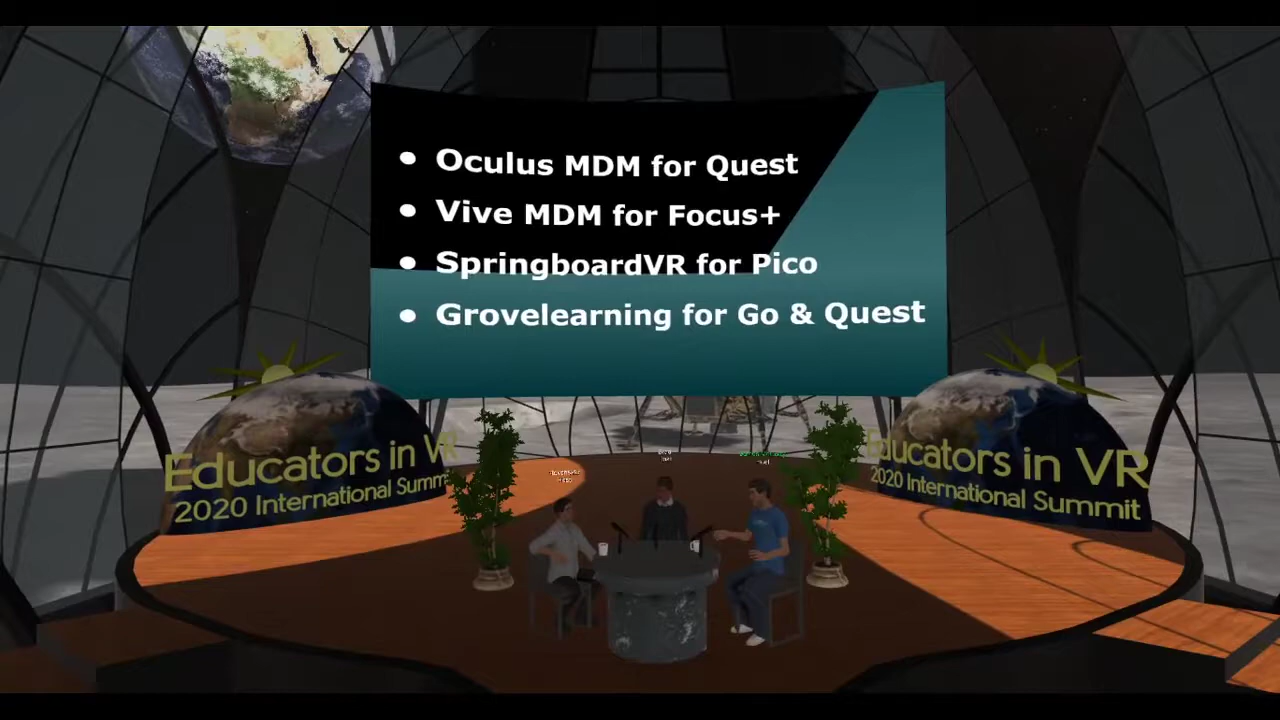 • Oculus MDM for Quest
• Vive MDM for Focus+
• SpringboardVR for Pico
• Grovelearning for Go & Quest
Educators in VR
2020 International Summ
Educators in VR
2020 International Summit